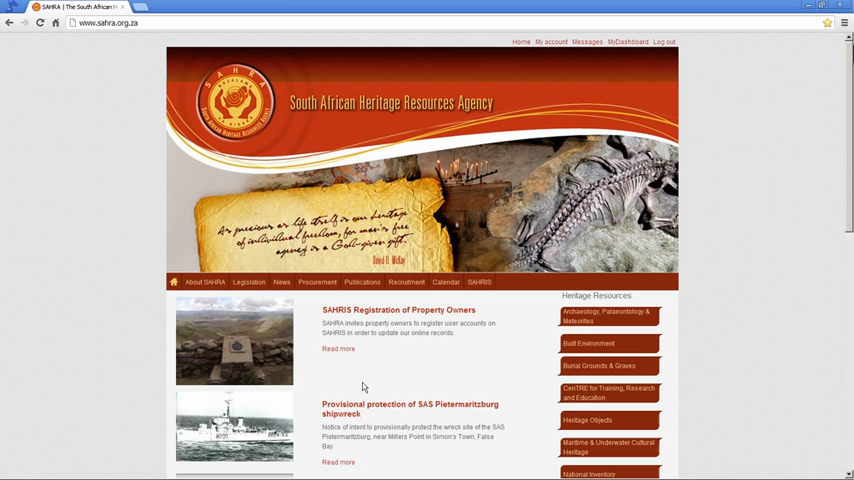 SAHRA | The South African H
www.sahra.org.za
Home My account Messages MyDashboard Log out
SAHRA
SOUTH AFRICAN HERITAGE RESOURCES AGENCY
South African Heritage Resources Agency
As precious as life itself is our heritage
of individual freedom, for man's free
agency is a God-given gift.
David O. McKay
About SAHRA Legislation News Procurement Publications Recruitment Calendar SAHRIS
Heritage Resources
SAHRIS Registration of Property Owners
SAHRA invites property owners to register user accounts on
SAHRIS in order to update our online records.
Read more
Provisional protection of SAS Pietermaritzburg
shipwreck
Notice of intent to provisionally protect the wreck site of the SAS
Pietermaritzburg, near Millers Point in Simon's Town, False
Bay
Read more
Archaeology, Palaeontology &
Meteorites
Built Environment
Burial Grounds & Graves
CenTRE for Training, Research
and Education
Heritage Objects
Maritime & Underwater Cultural
Heritage
National Inventory